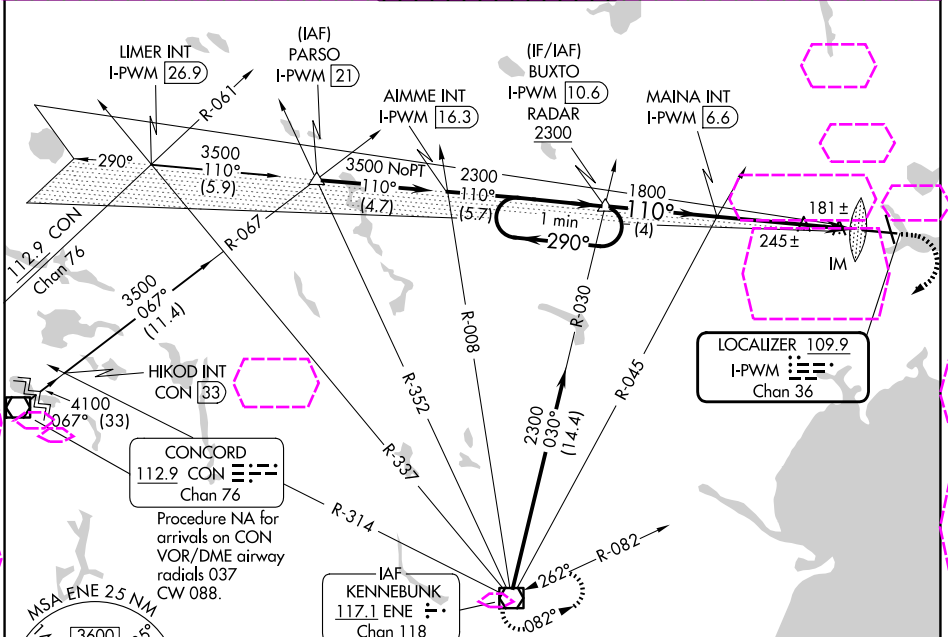 LIMER INT
I-PWM 26.9
(IAF)
PARSO
I-PWM 21
AIMME INT
I-PWM 16.3
(IF/IAF)
BUXTO
I-PWM 10.6
RADAR
2300
MAINA INT
I-PWM 6.6
R-061
290°
3500
110°
(5.9)
3500 NoPT
110°
(4.7)
2300
110°
(5.7)
1 min
290°
1800
110°
(4)
181±
245±
IM
112.9 CON
Chan 76
R-067
3500
067°
(11.4)
R-008
R-030
R-045
LOCALIZER 109.9
I-PWM
Chan 36
HIKOD INT
CON 33
4100
067° (33)
R-352
2300
030°
(14.4)
R-337
CONCORD
112.9 CON
Chan 76
R-314
Procedure NA for
arrivals on CON
VOR/DME airway
radials 037
CW 088.
R-082
262°
082°
IAF
KENNEBUNK
117.1 ENE
Chan 118
MSA ENE 25 NM
3600